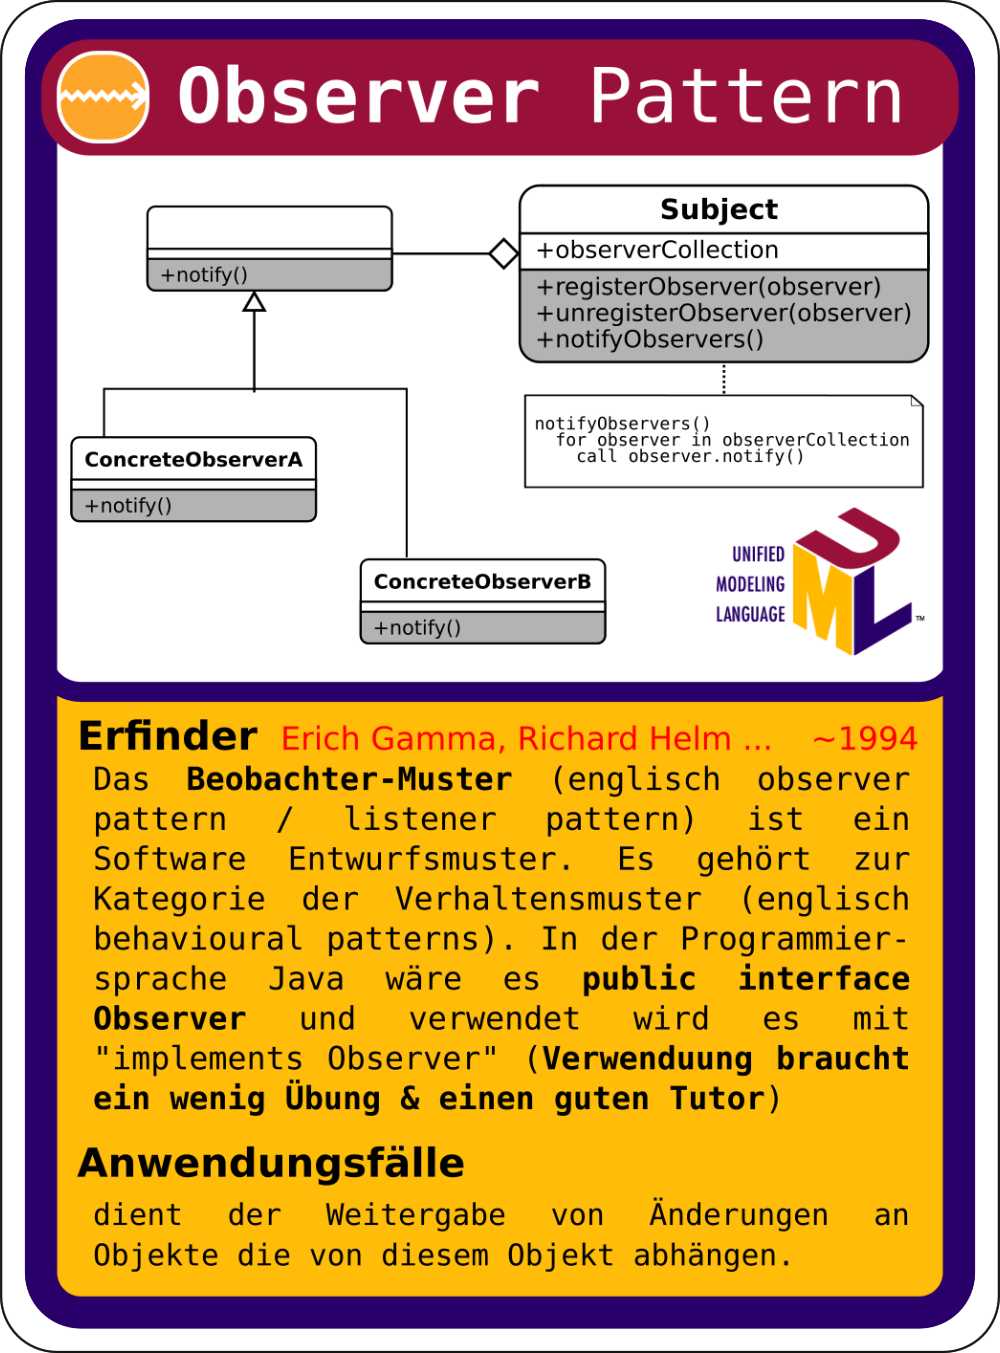 Observer Pattern
+notify()
Subject
+observerCollection
+registerObserver(observer)
+unregisterObserver(observer)
+notifyObservers()
notifyObservers()
for observer in observerCollection
call observer.notify()
ConcreteObserverA
+notify()
ConcreteObserverB
+notify()
UNIFIED
MODELING
LANGUAGE
UML
™
Erfinder Erich Gamma, Richard Helm ... ~1994
Das Beobachter-Muster (englisch observer
pattern / listener pattern) ist ein
Software Entwurfsmuster. Es gehört zur
Kategorie der Verhaltensmuster (englisch
behavioural patterns). In der Programmier-
sprache Java wäre es public interface
Observer und verwendet wird es mit
"implements Observer" (Verwenduung braucht
ein wenig Übung & einen guten Tutor)
Anwendungsfälle
dient der Weitergabe von Änderungen an
Objekte die von diesem Objekt abhängen.